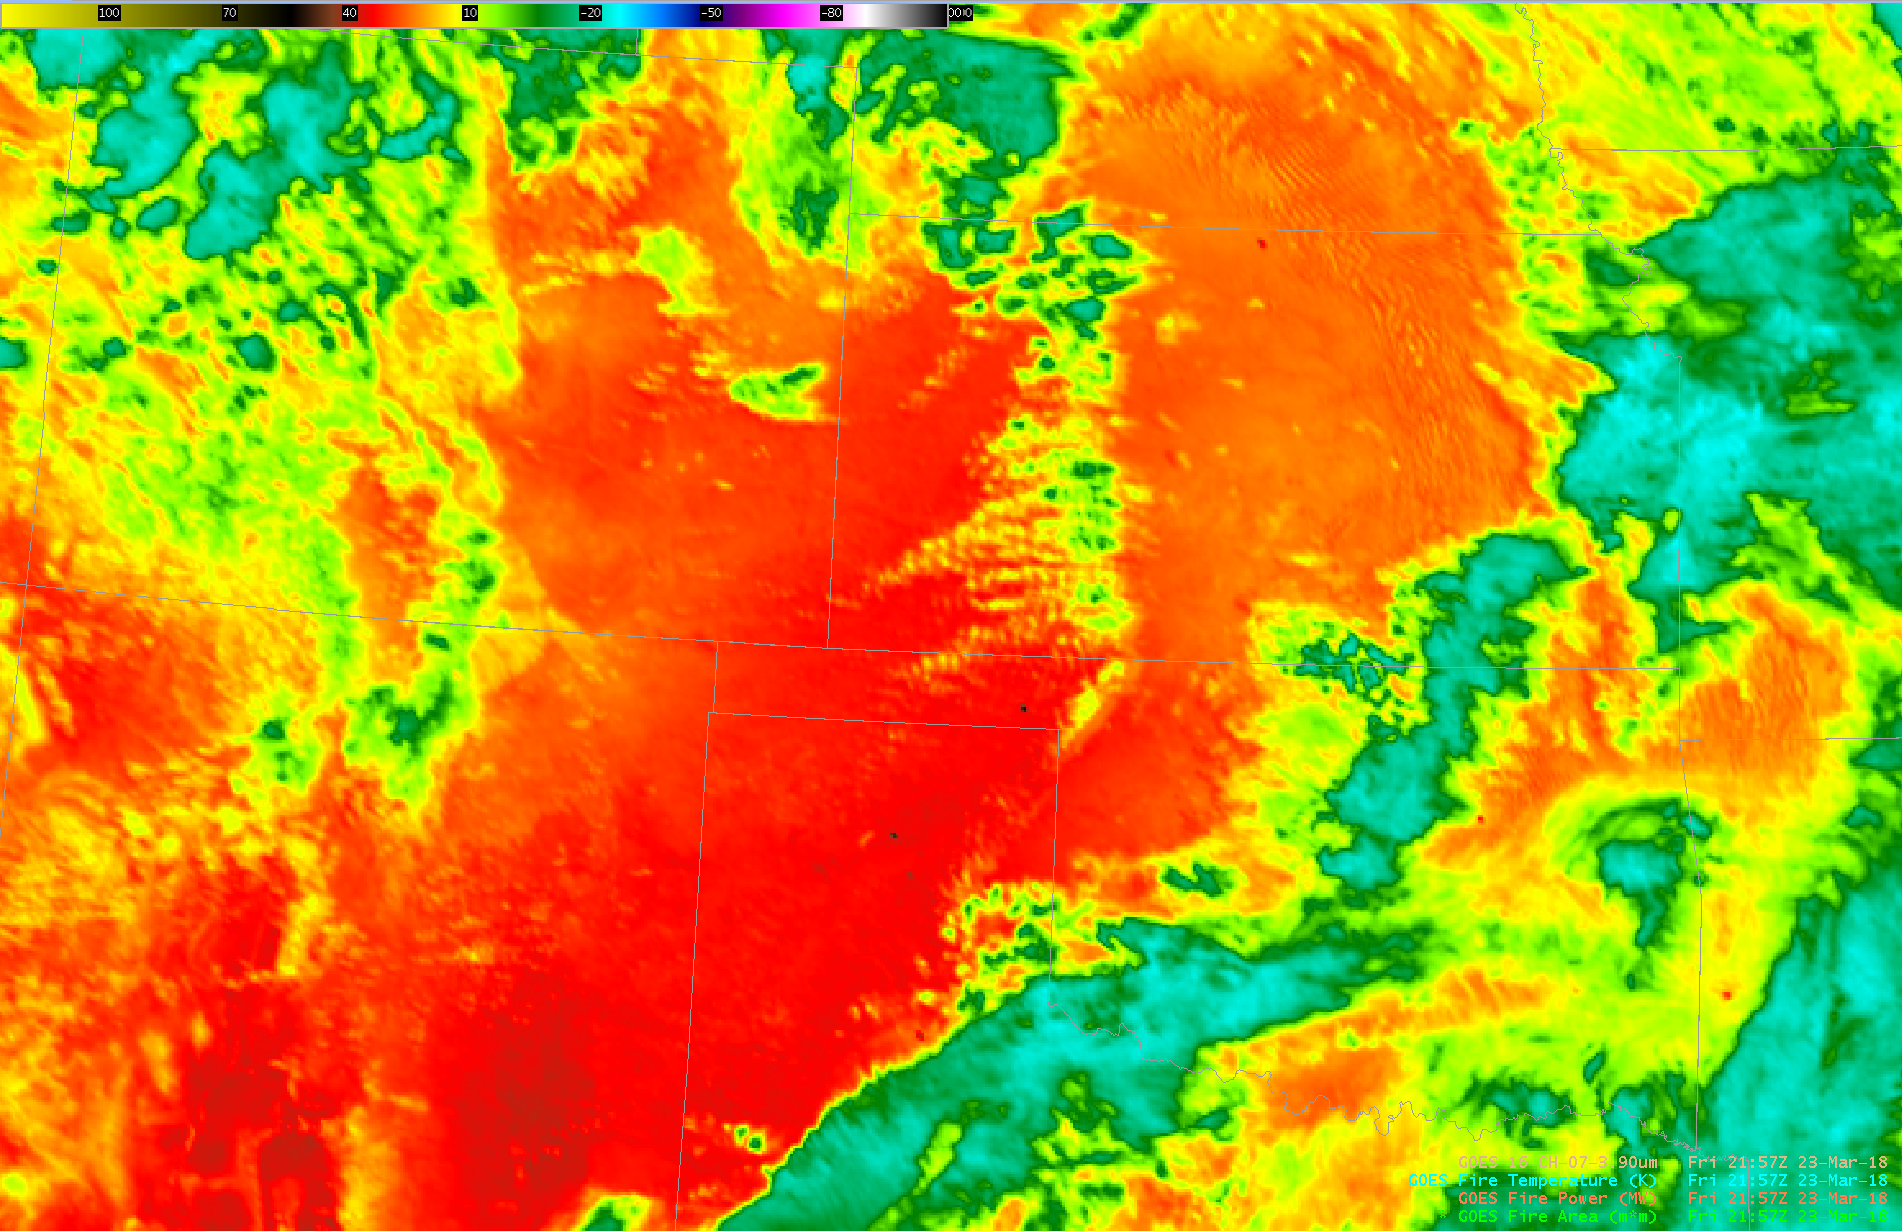 100 70 40 10 -20 -50 -80
GOES-16 CH-07-3.90um Fri 21:57Z 23-Mar-18
GOES Fire Temperature (K) Fri 21:57Z 23-Mar-18
GOES Fire Power (MW) Fri 21:57Z 23-Mar-18
GOES Fire Area (m*m) Fri 21:57Z 23-Mar-18